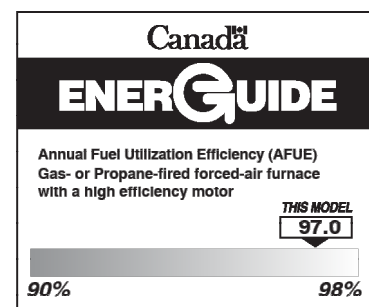 Canada
ENERGUIDE
Annual Fuel Utilization Efficiency (AFUE)
Gas- or Propane-fired forced-air furnace
with a high efficiency motor
THIS MODEL
97.0
90% 98%